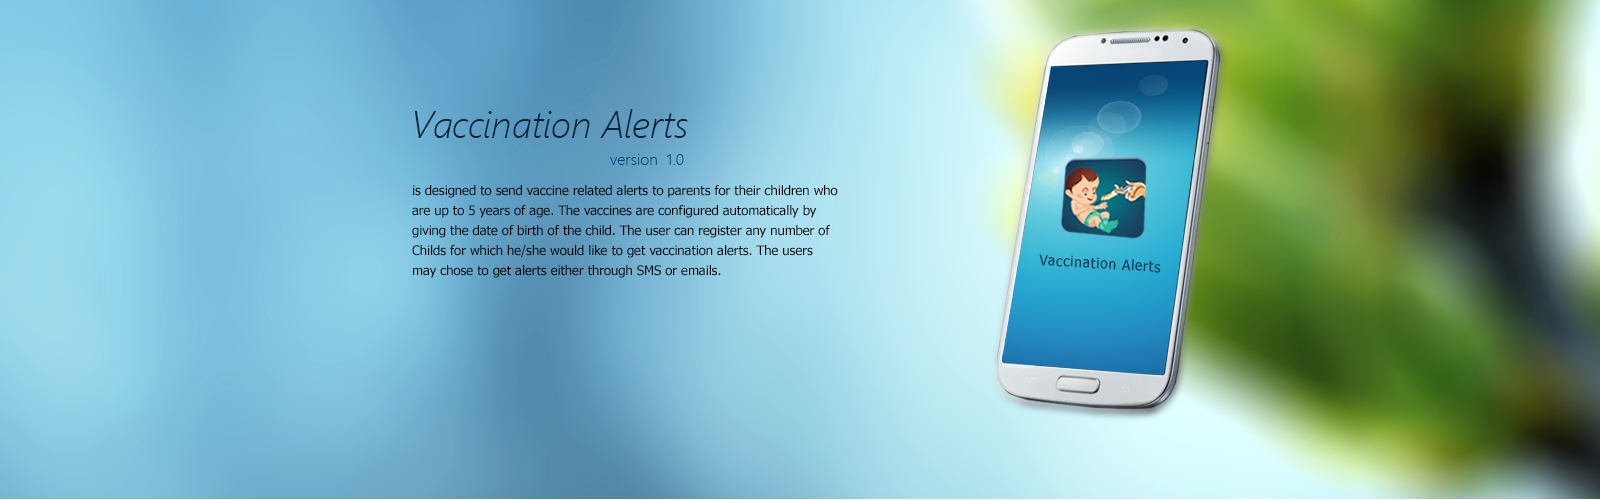 Vaccination Alerts
version 1.0
is designed to send vaccine related alerts to parents for their children who
are up to 5 years of age. The vaccines are configured automatically by
giving the date of birth of the child. The user can register any number of
Childs for which he/she would like to get vaccination alerts. The users
may chose to get alerts either through SMS or emails.
Vaccination Alerts